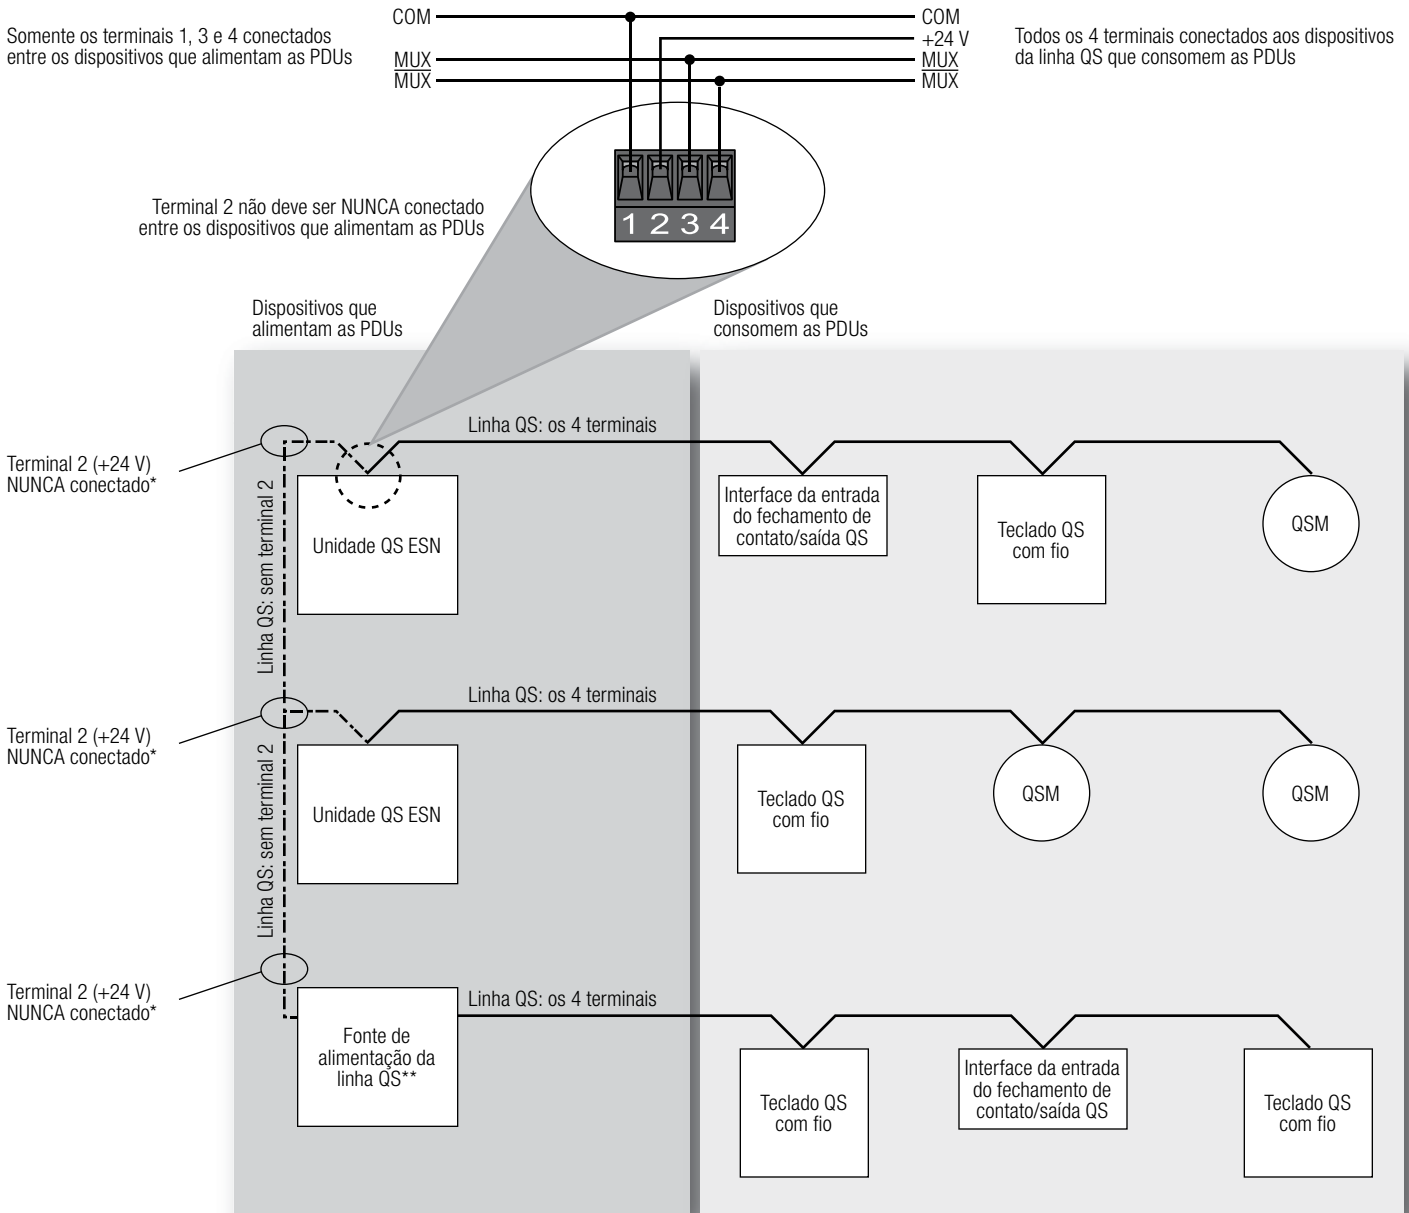 Somente os terminais 1, 3 e 4 conectados
entre os dispositivos que alimentam as PDUs
COM
MUX
M̅U̅X̅
COM
+24 V
MUX
M̅U̅X̅
Todos os 4 terminais conectados aos dispositivos
da linha QS que consomem as PDUs
1 2 3 4
Terminal 2 não deve ser NUNCA conectado
entre os dispositivos que alimentam as PDUs
Dispositivos que
alimentam as PDUs
Dispositivos que
consomem as PDUs
Terminal 2 (+24 V)
NUNCA conectado*
Linha QS: sem terminal 2
Linha QS: os 4 terminais
Unidade QS ESN
Interface da entrada
do fechamento de
contato/saída QS
Teclado QS
com fio
QSM
Terminal 2 (+24 V)
NUNCA conectado*
Linha QS: sem terminal 2
Linha QS: os 4 terminais
Unidade QS ESN
Teclado QS
com fio
QSM
QSM
Terminal 2 (+24 V)
NUNCA conectado*
Linha QS: os 4 terminais
Fonte de
alimentação da
linha QS**
Teclado QS
com fio
Interface da entrada
do fechamento de
contato/saída QS
Teclado QS
com fio